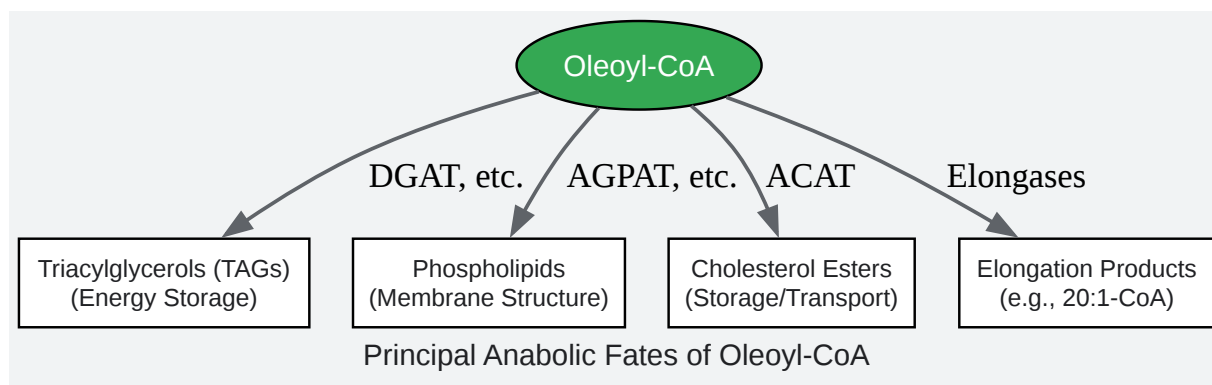 Oleoyl-CoA
DGAT, etc.
AGPAT, etc.
ACAT
Elongases
Triacylglycerols (TAGs)
(Energy Storage)
Phospholipids
(Membrane Structure)
Cholesterol Esters
(Storage/Transport)
Elongation Products
(e.g., 20:1-CoA)
Principal Anabolic Fates of Oleoyl-CoA